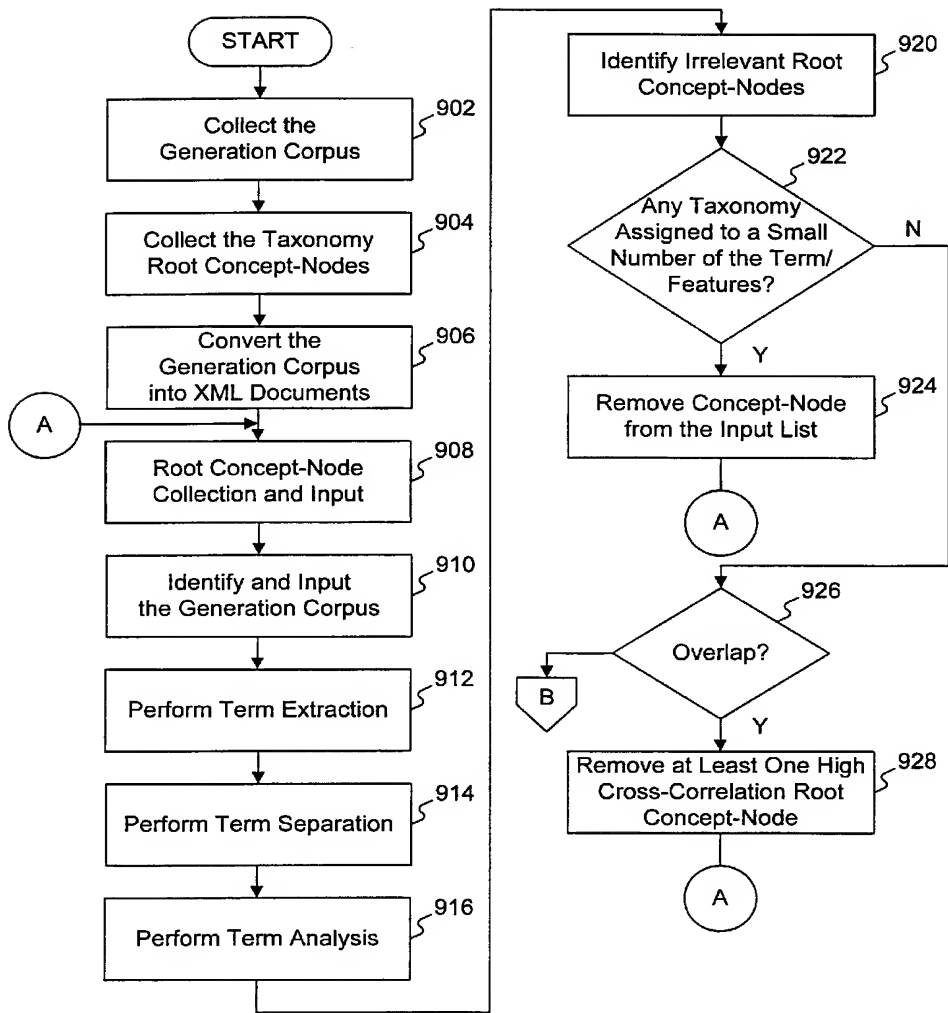 START
902
Collect the
Generation Corpus
904
Collect the Taxonomy
Root Concept-Nodes
906
Convert the
Generation Corpus
into XML Documents
A
908
Root Concept-Node
Collection and Input
910
Identify and Input
the Generation Corpus
912
Perform Term Extraction
914
Perform Term Separation
916
Perform Term Analysis
920
Identify Irrelevant Root
Concept-Nodes
922
Any Taxonomy
Assigned to a Small
Number of the Term/
Features?
N
Y
924
Remove Concept-Node
from the Input List
A
926
Overlap?
B
Y
928
Remove at Least One High
Cross-Correlation Root
Concept-Node
A